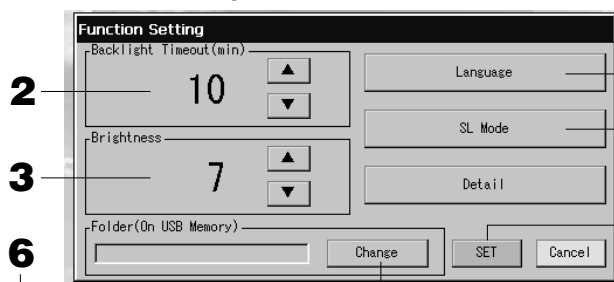 Function Setting
Backlight Timeout(min)
2
10
▲
▼
Language
SL Mode
Brightness
3
7
▲
▼
Detail
6
Folder(On USB Memory)
Change
SET
Cancel